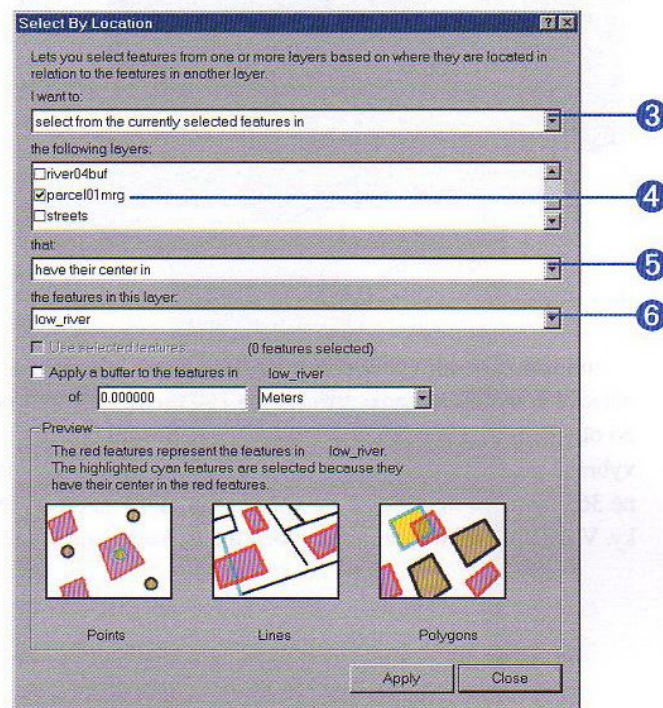 Select By Location
Lets you select features from one or more layers based on where they are located in
relation to the features in another layer.
I want to:
select from the currently selected features in
3
the following layers:
river04buf
parcel01mrg
4
streets
that:
have their center in
5
the features in this layer:
low_river
6
Use selected features (0 features selected)
Apply a buffer to the features in low_river
of: 0.000000 Meters
Preview
The red features represent the features in low_river.
The highlighted cyan features are selected because they
have their center in the red features.
Points Lines Polygons
Apply Close